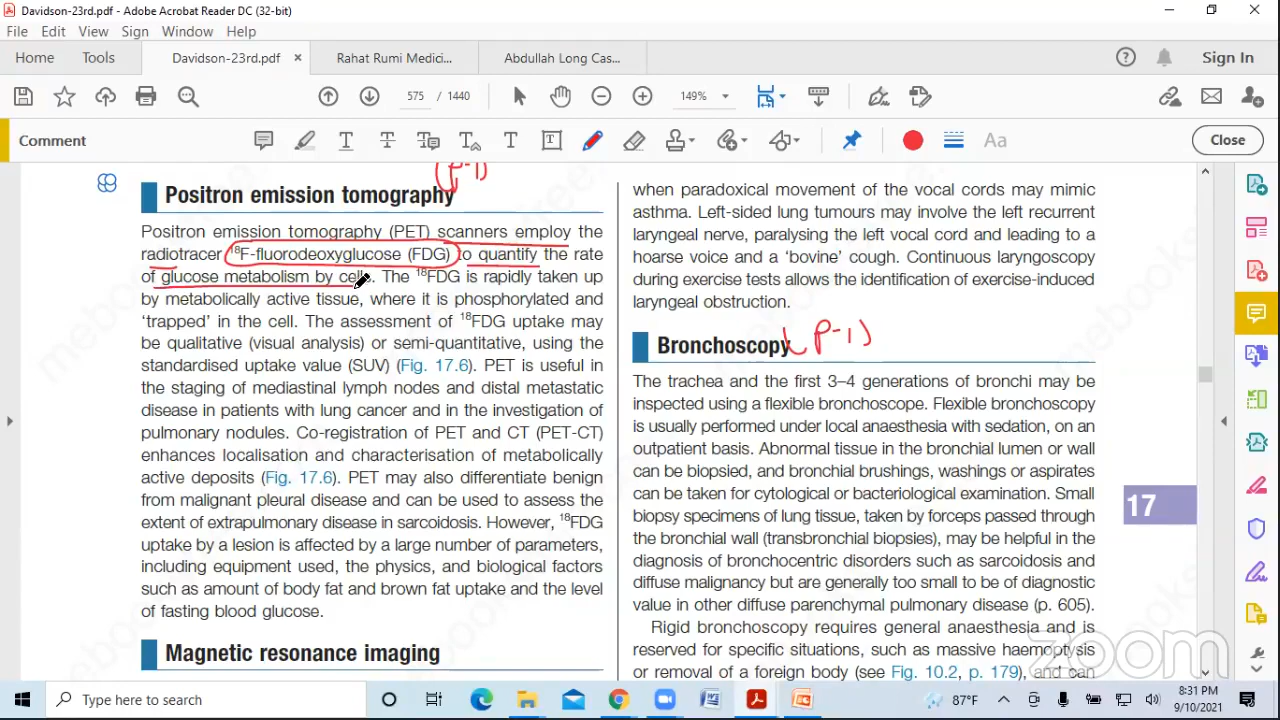 Davidson-23rd.pdf - Adobe Acrobat Reader DC (32-bit)
File Edit View Sign Window Help
Home Tools Davidson-23rd.pdf × Rahat Rumi Medici... Abdullah Long Cas... Sign In
575 / 1440 149%
Comment Aa Close
(P-1)
Positron emission tomography
Positron emission tomography (PET) scanners employ the
radiotracer ¹⁸F-fluorodeoxyglucose (FDG) to quantify the rate
of glucose metabolism by cells. The ¹⁸FDG is rapidly taken up
by metabolically active tissue, where it is phosphorylated and
‘trapped’ in the cell. The assessment of ¹⁸FDG uptake may
be qualitative (visual analysis) or semi-quantitative, using the
standardised uptake value (SUV) (Fig. 17.6). PET is useful in
the staging of mediastinal lymph nodes and distal metastatic
disease in patients with lung cancer and in the investigation of
pulmonary nodules. Co-registration of PET and CT (PET-CT)
enhances localisation and characterisation of metabolically
active deposits (Fig. 17.6). PET may also differentiate benign
from malignant pleural disease and can be used to assess the
extent of extrapulmonary disease in sarcoidosis. However, ¹⁸FDG
uptake by a lesion is affected by a large number of parameters,
including equipment used, the physics, and biological factors
such as amount of body fat and brown fat uptake and the level
of fasting blood glucose.
Magnetic resonance imaging
when paradoxical movement of the vocal cords may mimic
asthma. Left-sided lung tumours may involve the left recurrent
laryngeal nerve, paralysing the left vocal cord and leading to a
hoarse voice and a ‘bovine’ cough. Continuous laryngoscopy
during exercise tests allows the identification of exercise-induced
laryngeal obstruction.
Bronchoscopy (P-1)
The trachea and the first 3–4 generations of bronchi may be
inspected using a flexible bronchoscope. Flexible bronchoscopy
is usually performed under local anaesthesia with sedation, on an
outpatient basis. Abnormal tissue in the bronchial lumen or wall
can be biopsied, and bronchial brushings, washings or aspirates
can be taken for cytological or bacteriological examination. Small
biopsy specimens of lung tissue, taken by forceps passed through
the bronchial wall (transbronchial biopsies), may be helpful in the
diagnosis of bronchocentric disorders such as sarcoidosis and
diffuse malignancy but are generally too small to be of diagnostic
value in other diffuse parenchymal pulmonary disease (p. 605).
Rigid bronchoscopy requires general anaesthesia and is
reserved for specific situations, such as massive haemoptysis
or removal of a foreign body (see Fig. 10.2, p. 179), and can
17
zoom
Type here to search
87°F
8:31 PM
9/10/2021